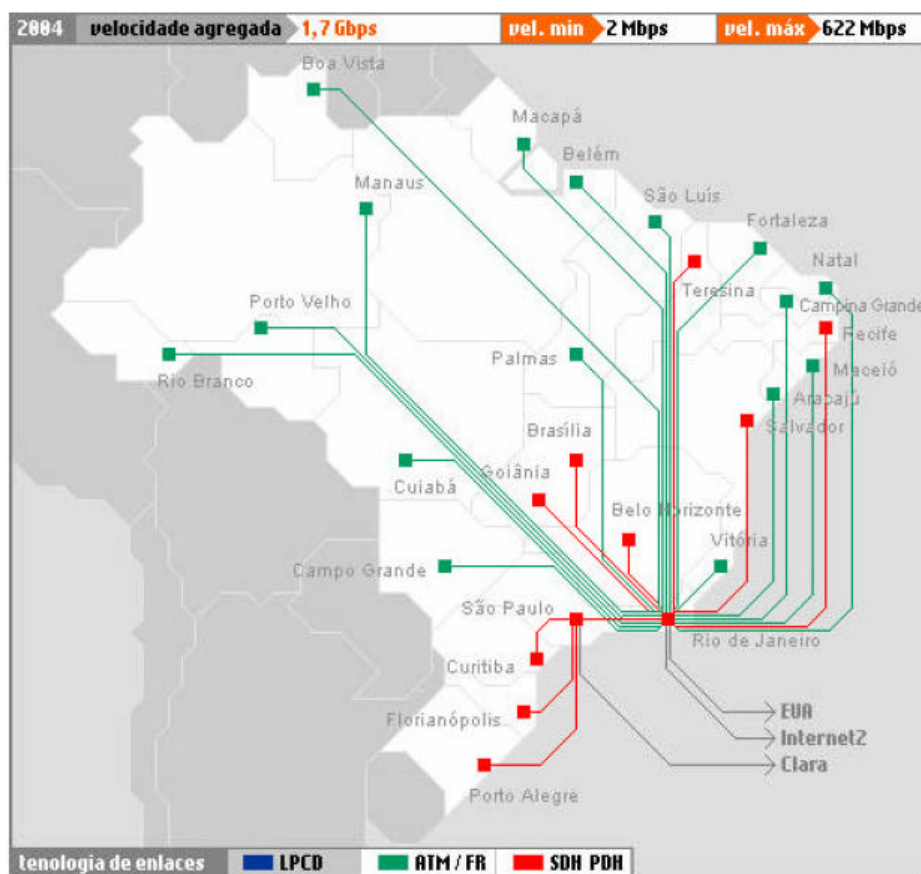 2004 velocidade agregada 1,7 Gbps vel. min 2 Mbps vel. máx 622 Mbps
Boa Vista
Macapá
Belém
Manaus
São Luís
Fortaleza
Natal
Teresina
Campina Grande
Porto Velho
Recife
Palmas
Maceió
Rio Branco
Aracajú
Salvador
Brasília
Goiânia
Cuiabá
Belo Horizonte
Vitória
Campo Grande
São Paulo
Rio de Janeiro
Curitiba
EUA
Florianópolis
Internet2
Clara
Porto Alegre
tenologia de enlaces LPCD ATM / FR SDH PDH